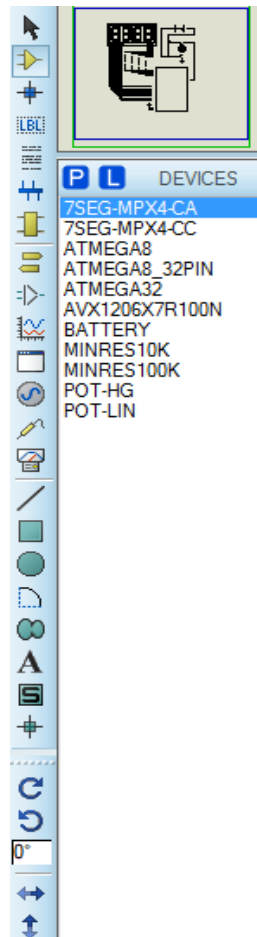 LBL
P L DEVICES
7SEG-MPX4-CA
7SEG-MPX4-CC
ATMEGA8
ATMEGA8_32PIN
ATMEGA32
AVX1206X7R100N
BATTERY
MINRES10K
MINRES100K
POT-HG
POT-LIN
A
S
0°